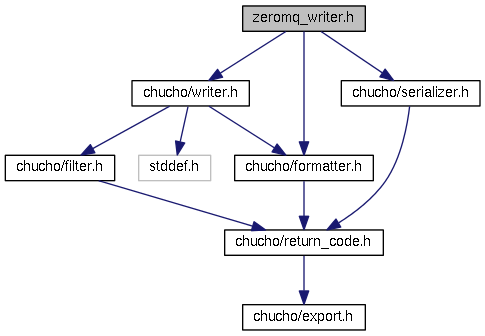 zeromq_writer.h
chucho/writer.h
chucho/serializer.h
chucho/filter.h
stddef.h
chucho/formatter.h
chucho/return_code.h
chucho/export.h